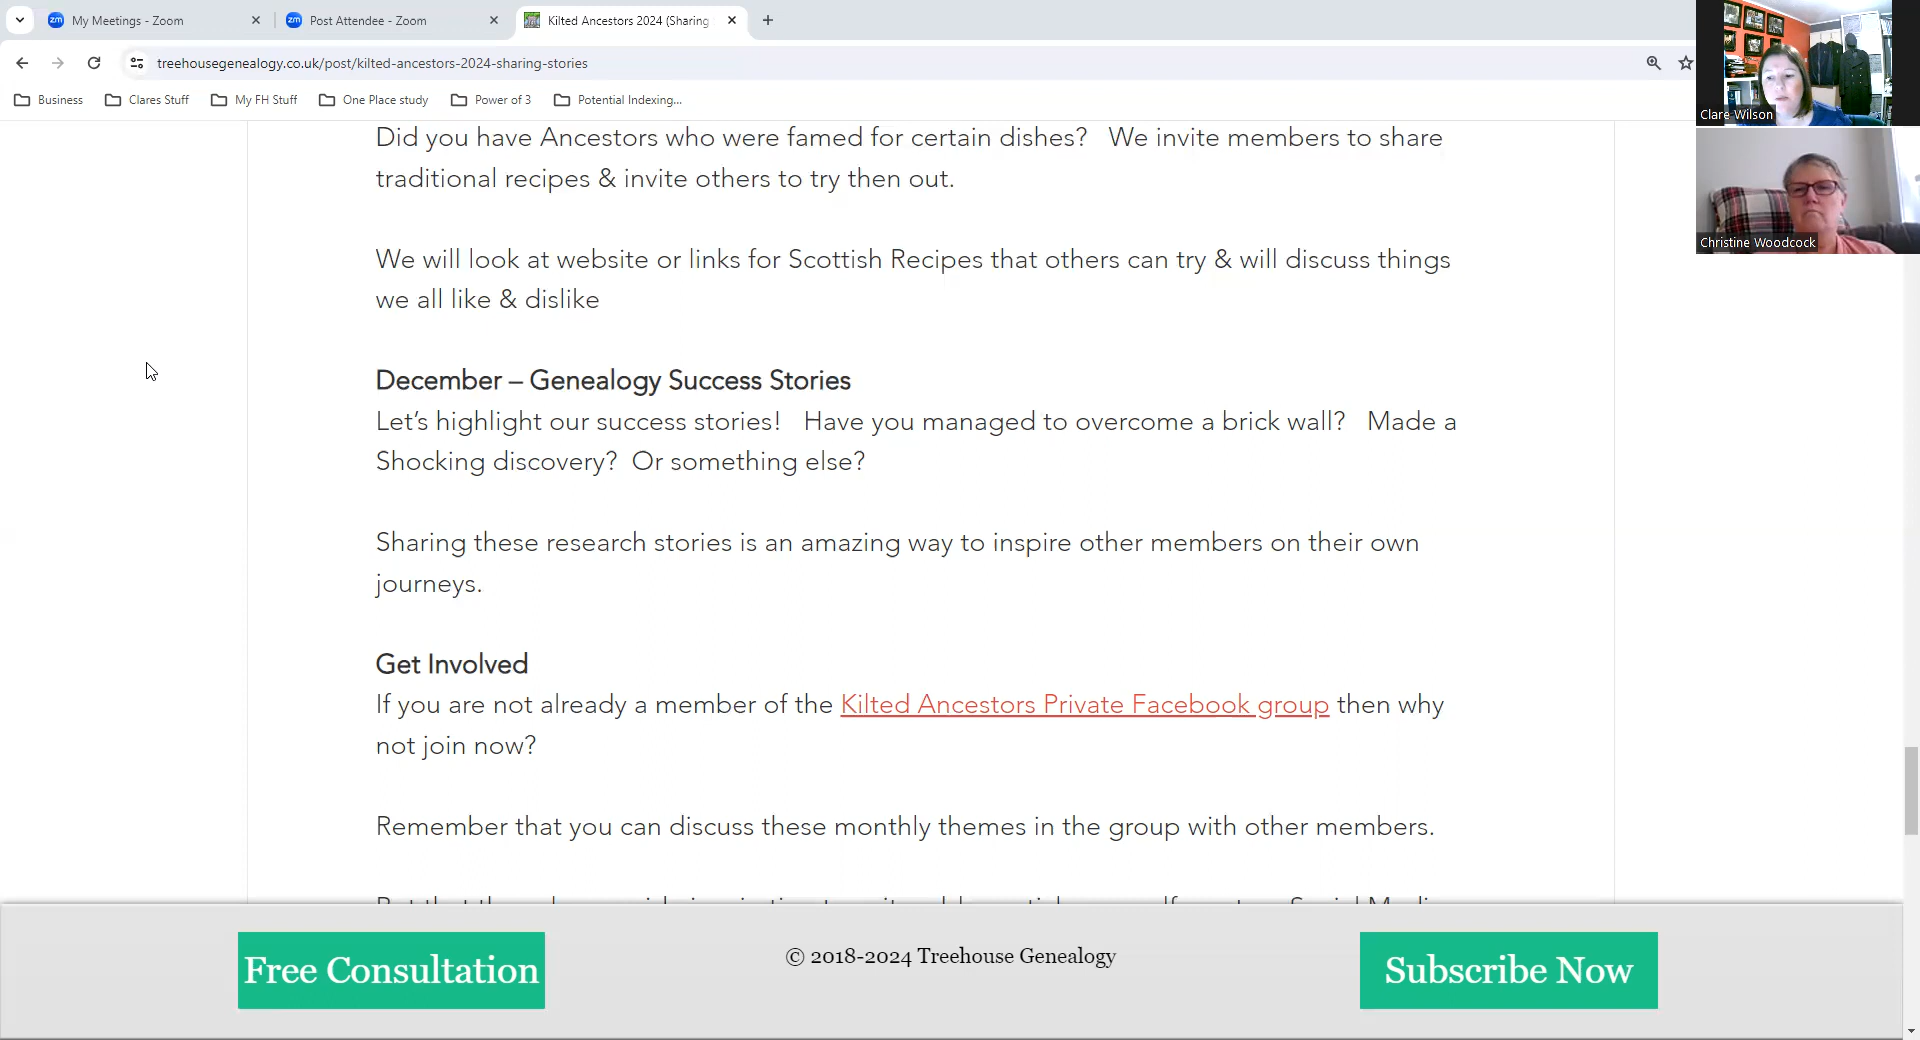 My Meetings - Zoom
Post Attendee - Zoom
Kilted Ancestors 2024 (Sharing
treehousegenealogy.co.uk/post/kilted-ancestors-2024-sharing-stories
Business
Clares Stuff
My FH Stuff
One Place study
Power of 3
Potential Indexing...
Clare Wilson
Christine Woodcock
Did you have Ancestors who were famed for certain dishes? We invite members to share
traditional recipes & invite others to try then out.
We will look at website or links for Scottish Recipes that others can try & will discuss things
we all like & dislike
December – Genealogy Success Stories
Let's highlight our success stories! Have you managed to overcome a brick wall? Made a
Shocking discovery? Or something else?
Sharing these research stories is an amazing way to inspire other members on their own
journeys.
Get Involved
If you are not already a member of the Kilted Ancestors Private Facebook group then why
not join now?
Remember that you can discuss these monthly themes in the group with other members.
Free Consultation
© 2018-2024 Treehouse Genealogy
Subscribe Now